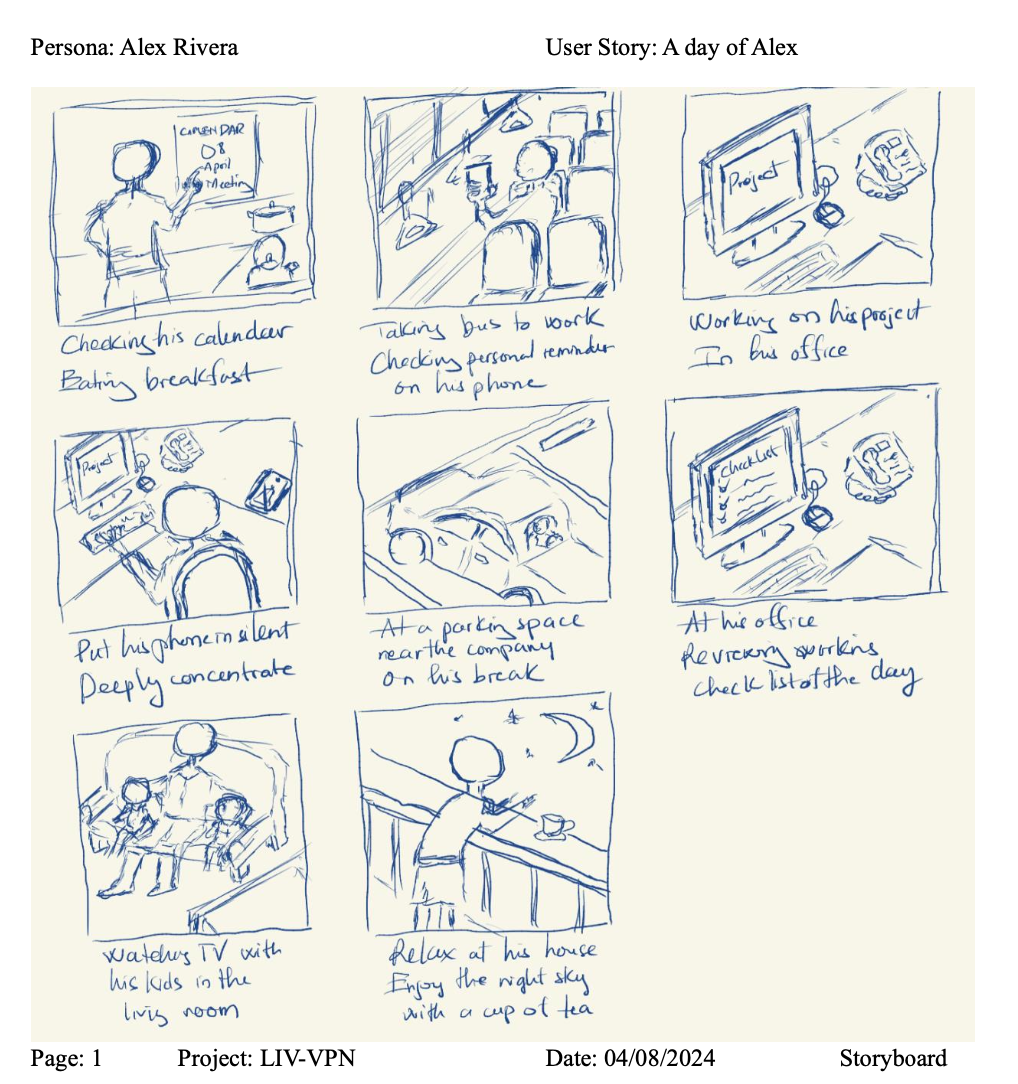 Persona: Alex Rivera
User Story: A day of Alex
CALENDAR
08
April
Meetin
Checking his calendar
Eating breakfast
Taking bus to work
Checking personal reminder
on his phone
Project
Working on his project
In his office
Project
Put his phone in silent
Deeply concentrate
At a parking space
near the company
On his break
Checklist
At his office
Reviewing working
check list of the day
Watching TV with
his kids in the
living room
Relax at his house
Enjoy the night sky
with a cup of tea
Page: 1
Project: LIV-VPN
Date: 04/08/2024
Storyboard